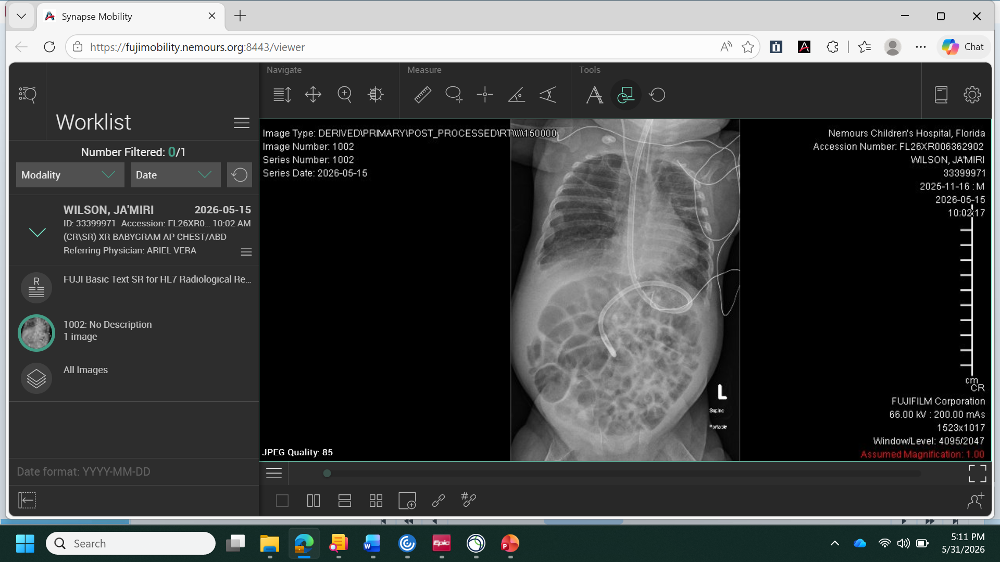 Synapse Mobility
https://fujimobility.nemours.org:8443/viewer
Chat
Navigate
Measure
Tools
Worklist
Number Filtered: 0/1
Modality
Date
WILSON, JA'MIRI
2026-05-15
ID: 33399971 Accession: FL26XR0... 10:02 AM
(CR\SR) XR BABYGRAM AP CHEST/ABD
Referring Physician: ARIEL VERA
R
FUJI Basic Text SR for HL7 Radiological Re...
1002: No Description
1 image
All Images
Date format: YYYY-MM-DD
Image Type: DERIVED\PRIMARY\POST_PROCESSED\RT\\\\\150000
Image Number: 1002
Series Number: 1002
Series Date: 2026-05-15
Nemours Children's Hospital, Florida
Accession Number: FL26XR006362902
WILSON, JA'MIRI
33399971
2025-11-16 : M
2026-05-15
10:02:17
L
Supine
Portable
cm
CR
FUJIFILM Corporation
66.00 kV : 200.00 mAs
1523x1017
Window/Level: 4095/2047
Assumed Magnification: 1.00
JPEG Quality: 85
Search
Epic
5:11 PM
5/31/2026